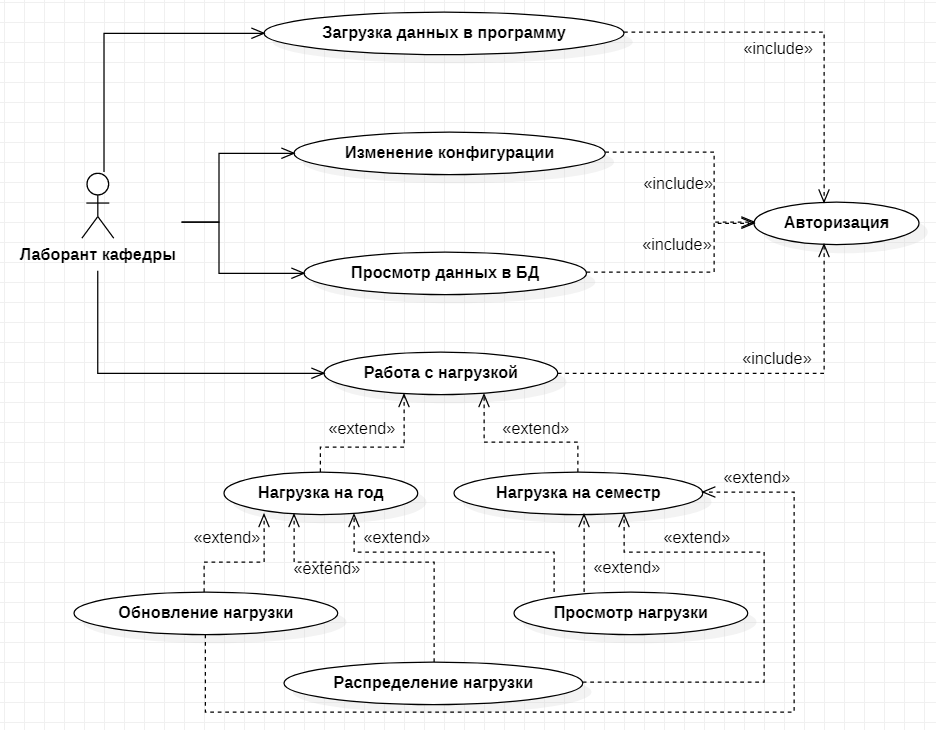 Загрузка данных в программу
«include»
Изменение конфигурации
«include»
Авторизация
Лаборант кафедры
«include»
Просмотр данных в БД
Работа с нагрузкой
«include»
«extend»
«extend»
Нагрузка на год
Нагрузка на семестр
«extend»
«extend»
«extend»
«extend»
«extend»
«extend»
Обновление нагрузки
Просмотр нагрузки
Распределение нагрузки